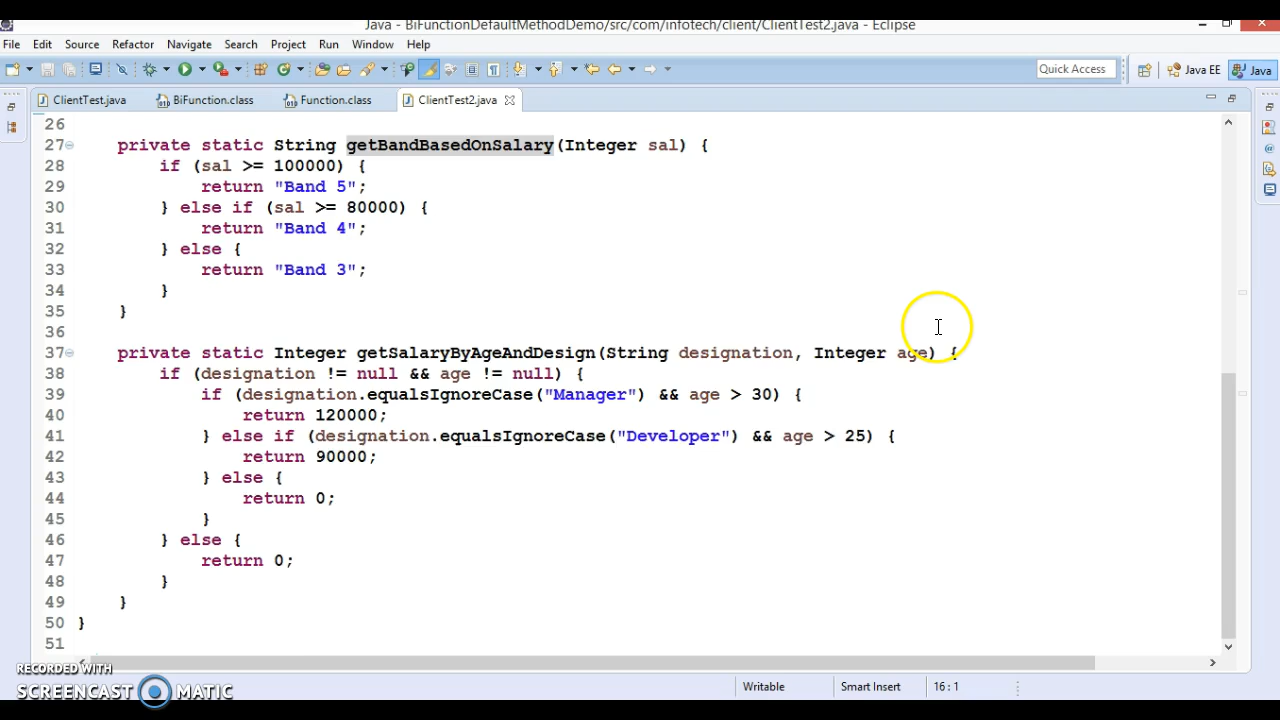 Java - BiFunctionDefaultMethodDemo/src/com/infotech/client/ClientTest2.java - Eclipse
File Edit Source Refactor Navigate Search Project Run Window Help
Quick Access Java EE Java
ClientTest.java BiFunction.class Function.class ClientTest2.java
26
27 private static String getBandBasedOnSalary(Integer sal) {
28 if (sal >= 100000) {
29 return "Band 5";
30 } else if (sal >= 80000) {
31 return "Band 4";
32 } else {
33 return "Band 3";
34 }
35 }
36
37 private static Integer getSalaryByAgeAndDesign(String designation, Integer age) {
38 if (designation != null && age != null) {
39 if (designation.equalsIgnoreCase("Manager") && age > 30) {
40 return 120000;
41 } else if (designation.equalsIgnoreCase("Developer") && age > 25) {
42 return 90000;
43 } else {
44 return 0;
45 }
46 } else {
47 return 0;
48 }
49 }
50 }
51
RECORDED WITH
SCREENCAST MATIC
Writable Smart Insert 16 : 1